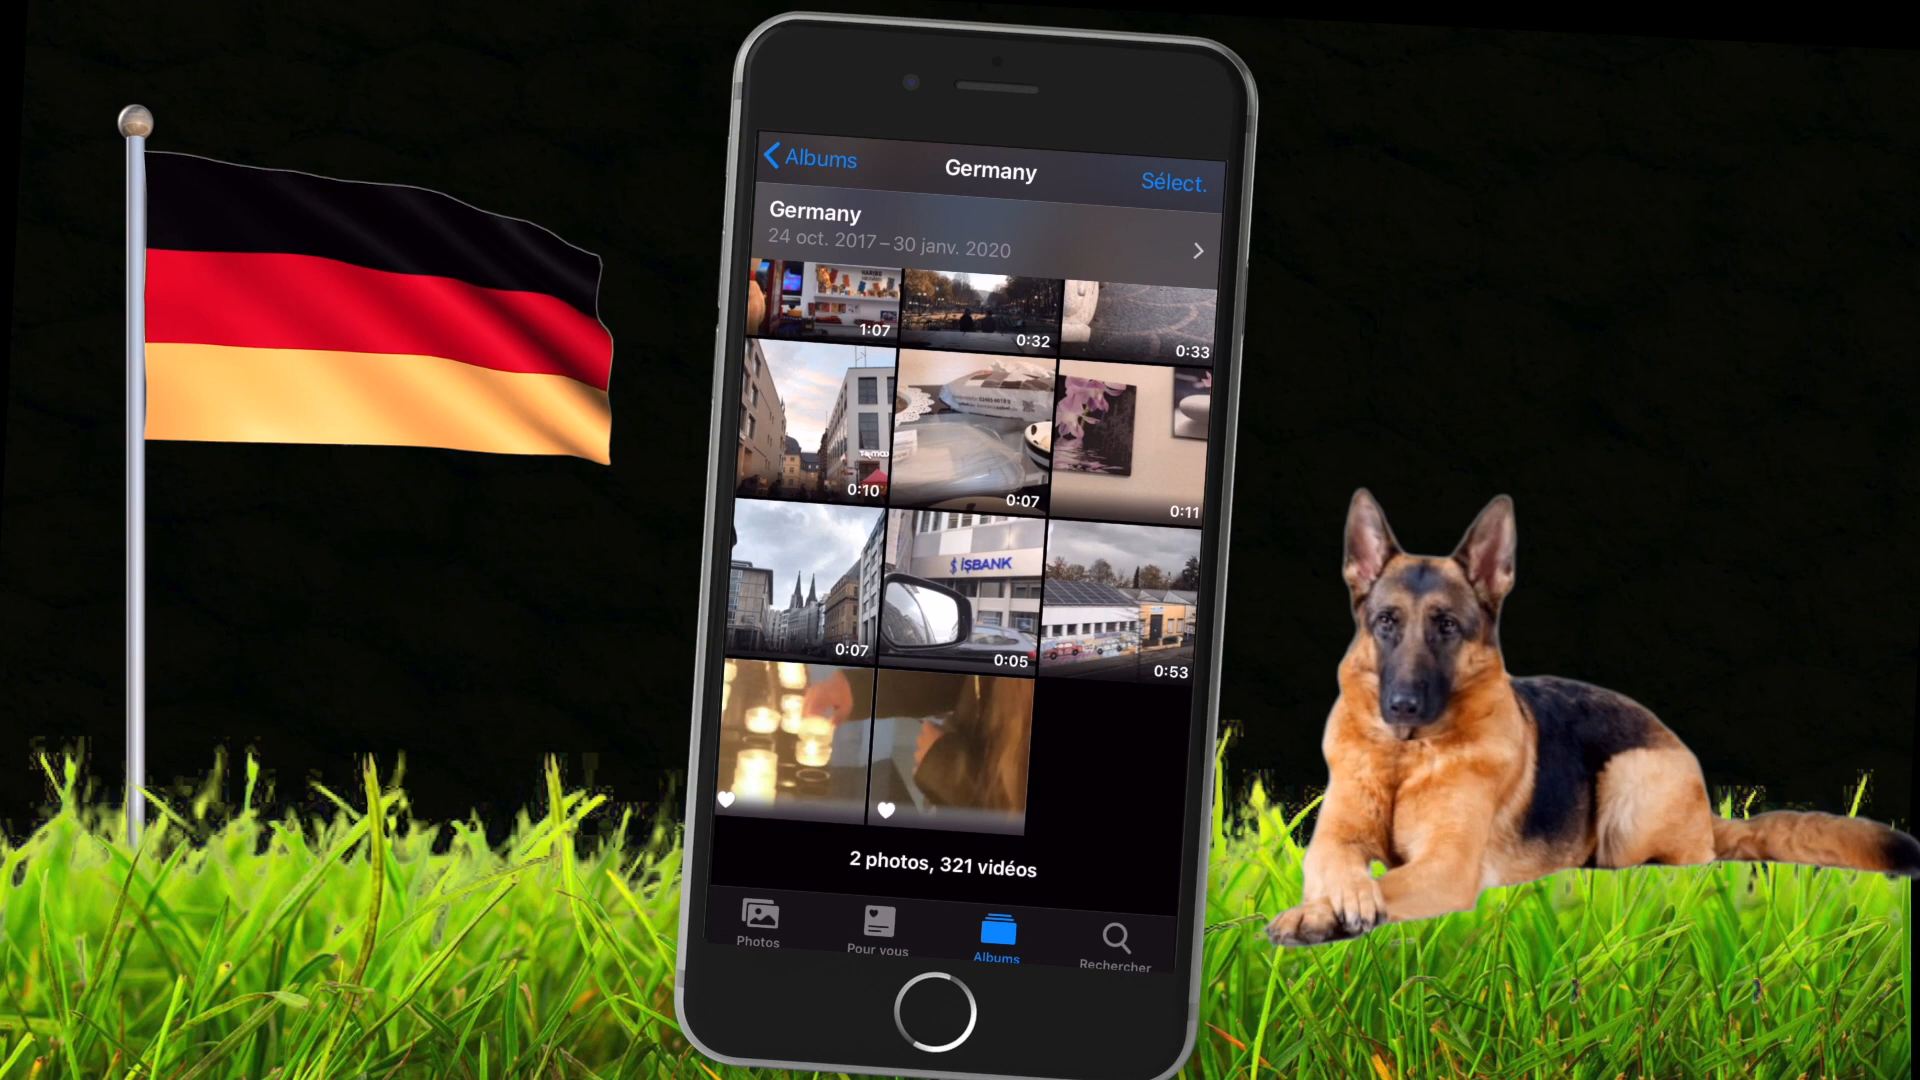 Albums
Germany
Sélect.
Germany
24 oct. 2017 – 30 janv. 2020
HARIBO
1:07
0:32
0:33
0:10
0:07
0:11
İŞBANK
0:07
0:05
0:53
2 photos, 321 vidéos
Photos
Pour vous
Albums
Rechercher